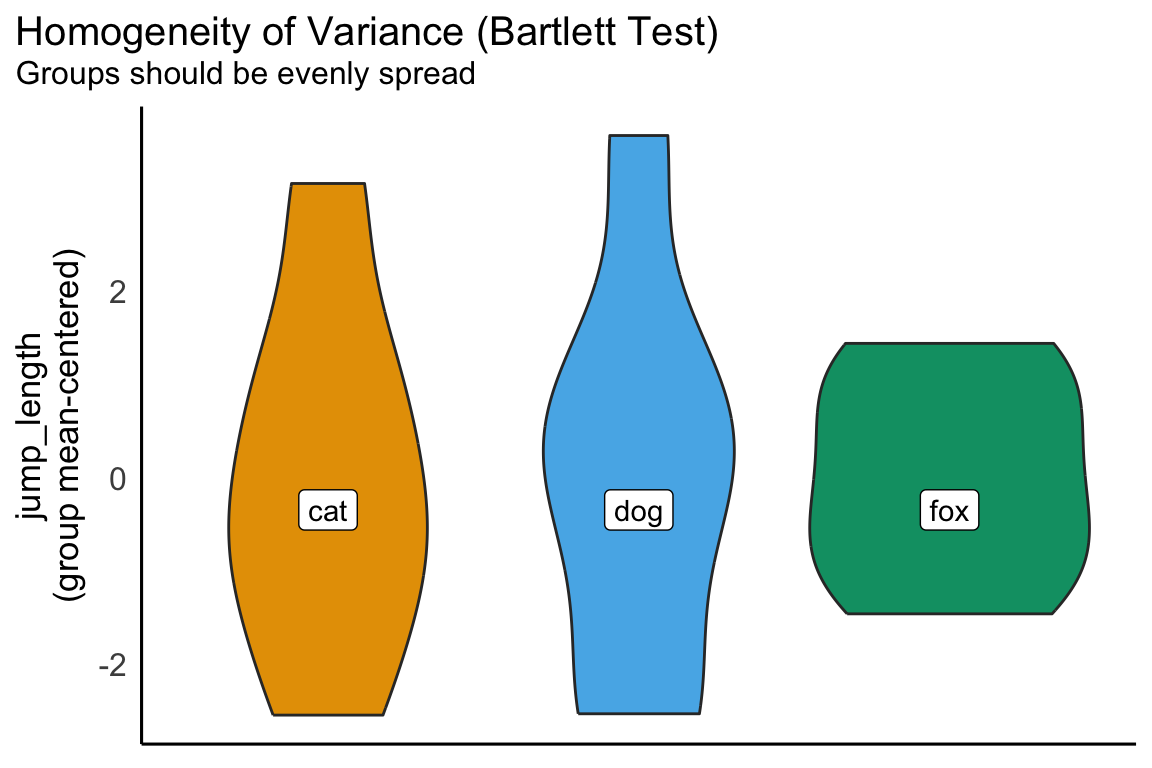 Homogeneity of Variance (Bartlett Test)
Groups should be evenly spread
jump_length
(group mean-centered)
2
0
-2
cat
dog
fox